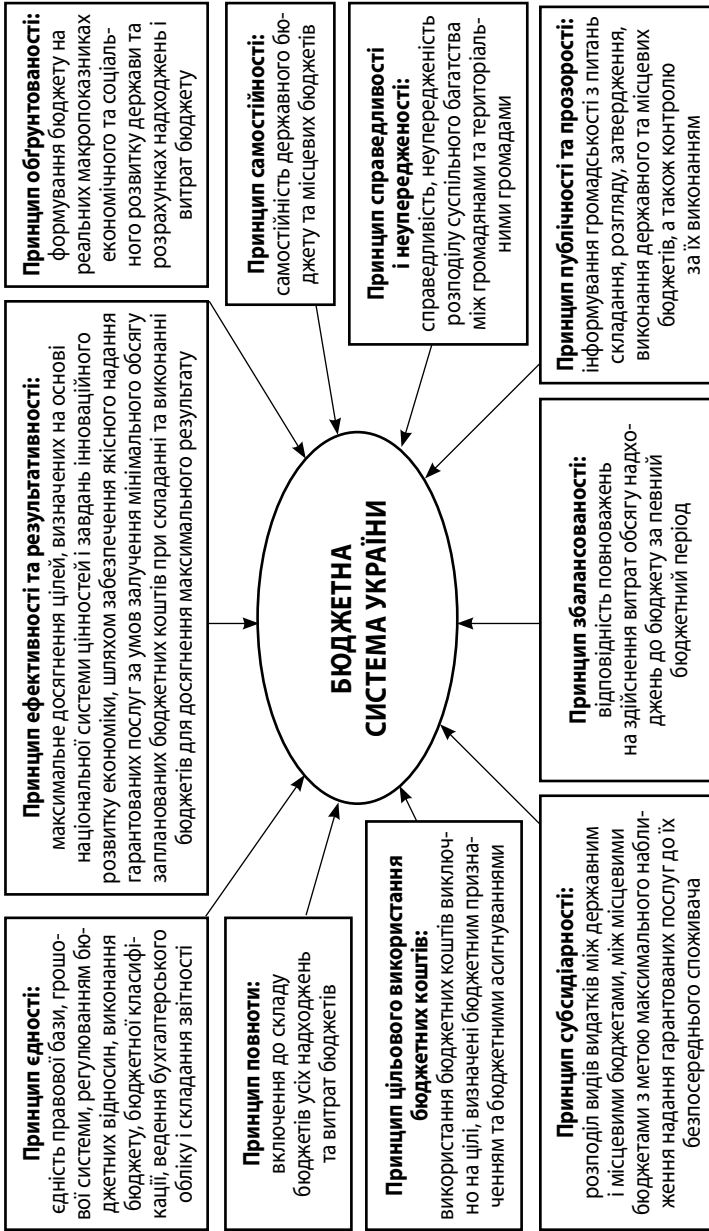 Принцип єдності:
єдність правової бази, грошо-
вої системи, регулюванням бю-
джетних відносин, виконання
бюджету, бюджетної класифі-
кації, ведення бухгалтерського
обліку і складання звітності
Принцип ефективності та результативності:
максимальне досягнення цілей, визначених на основі
національної системи цінностей і завдань інноваційного
розвитку економіки, шляхом забезпечення якісного надання
гарантованих послуг за умов залучення мінімального обсягу
запланованих бюджетних коштів при складанні та виконанні
бюджетів для досягнення максимального результату
Принцип обґрунтованості:
формування бюджету на
реальних макропоказниках
економічного та соціаль-
ного розвитку держави та
розрахунках надходжень і
витрат бюджету
Принцип повноти:
включення до складу
бюджетів усіх надходжень
та витрат бюджетів
БЮДЖЕТНА
СИСТЕМА УКРАЇНИ
Принцип самостійності:
самостійність державного бю-
джету та місцевих бюджетів
Принцип цільового використання
бюджетних коштів:
використання бюджетних коштів виключ-
но на цілі, визначені бюджетним призна-
ченням та бюджетними асигнуваннями
Принцип справедливості
і неупередженості:
справедливість, неупередженість
розподілу суспільного багатства
між громадянами та територіаль-
ними громадами
Принцип субсидіарності:
розподіл видів видатків між державним
і місцевими бюджетами, між місцевими
бюджетами з метою максимального набли-
ження надання гарантованих послуг до їх
безпосереднього споживача
Принцип збалансованості:
відповідність повноважень
на здійснення витрат обсягу надхо-
джень до бюджету за певний
бюджетний період
Принцип публічності та прозорості:
інформування громадськості з питань
складання, розгляду, затвердження,
виконання державного та місцевих
бюджетів, а також контролю
за їх виконанням